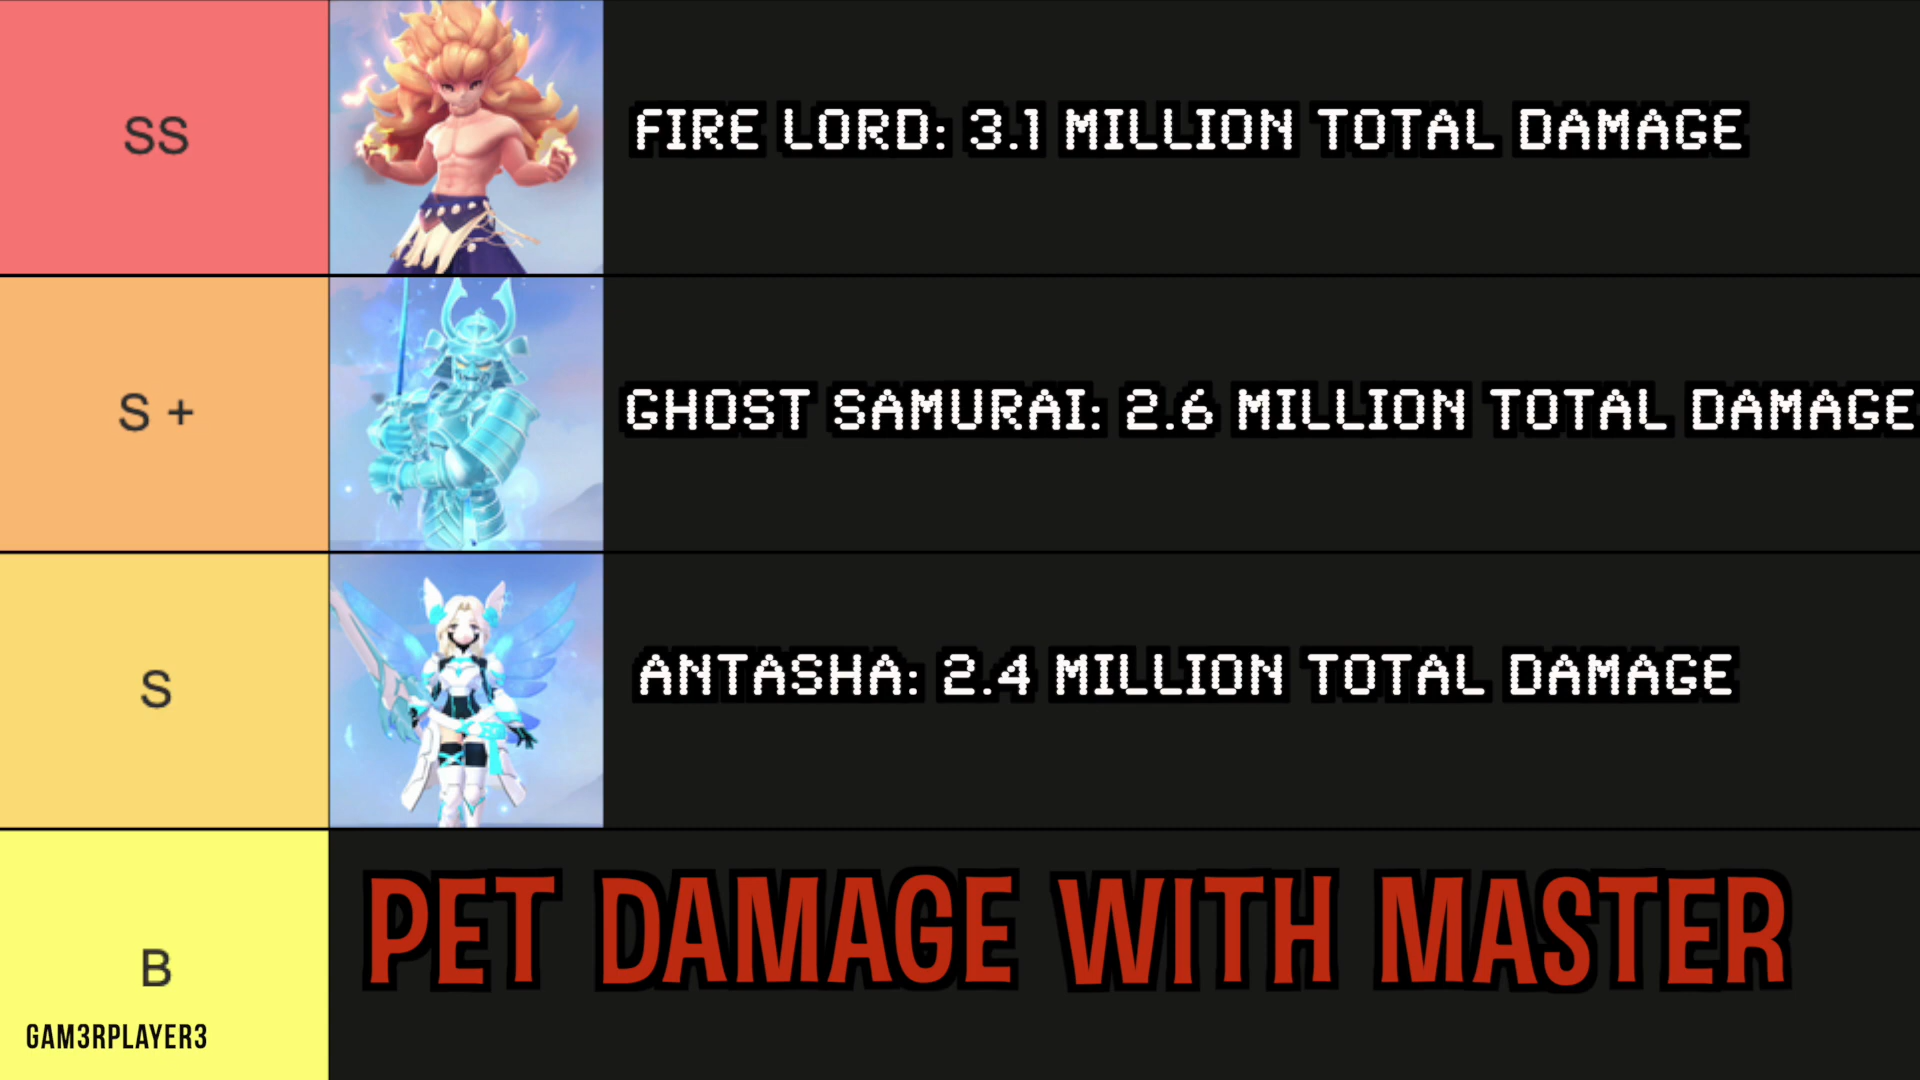 SS
FIRE LORD: 3.1 MILLION TOTAL DAMAGE
S +
GHOST SAMURAI: 2.6 MILLION TOTAL DAMAGE
S
ANTASHA: 2.4 MILLION TOTAL DAMAGE
B
PET DAMAGE WITH MASTER
GAM3RPLAYER3